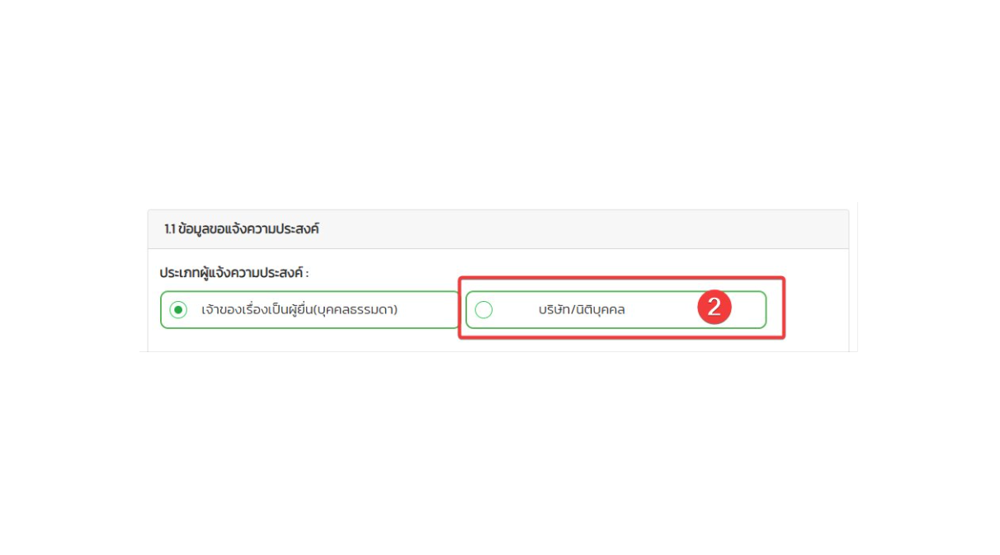 1.1 ข้อมูลขอแจ้งความประสงค์
ประเภทผู้แจ้งความประสงค์ :
เจ้าของเรื่องเป็นผู้ยื่น(บุคคลธรรมดา) บริษัท/นิติบุคคล 2